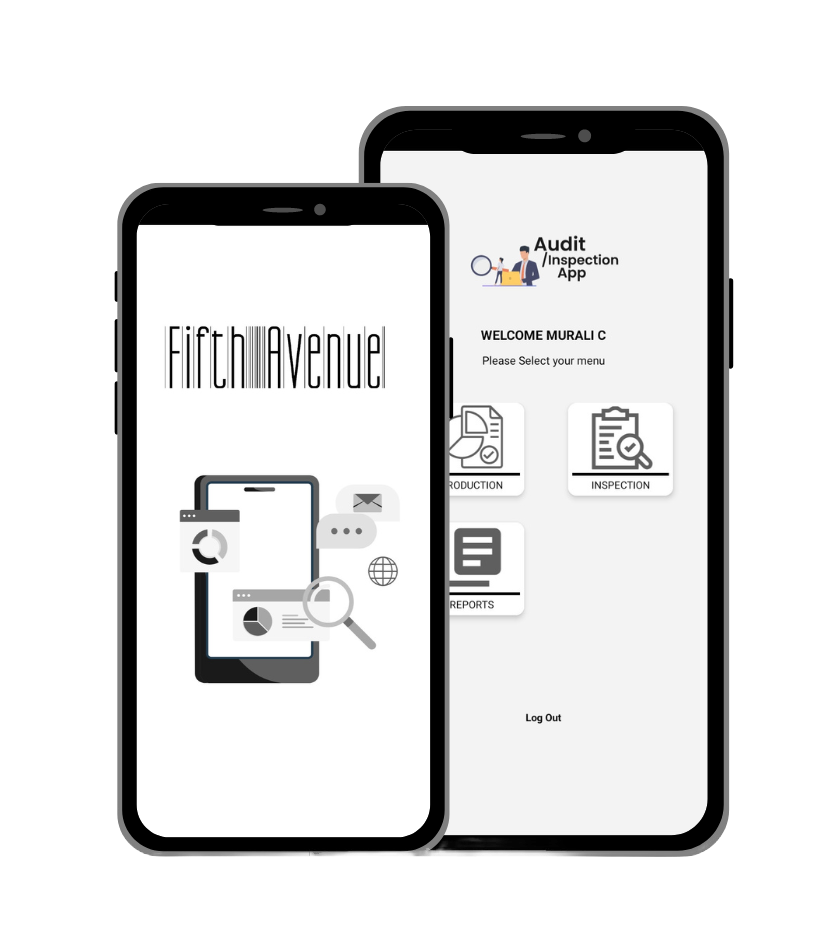 Fifth Avenue
Audit
/Inspection
App
WELCOME MURALI C
Please Select your menu
RODUCTION
INSPECTION
REPORTS
Log Out